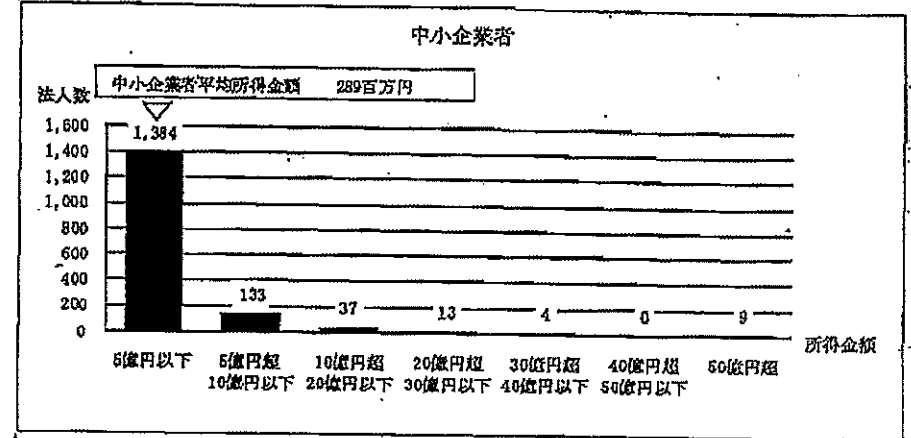 中小企業者
中小企業者平均所得金額 289百万円
法人数
1,600
1,400
1,200
1,000
800
600
400
200
0
1,384
133
37
13
4
0
9
所得金額
5億円以下
5億円超
10億円以下
10億円超
20億円以下
20億円超
30億円以下
30億円超
40億円以下
40億円超
50億円以下
50億円超